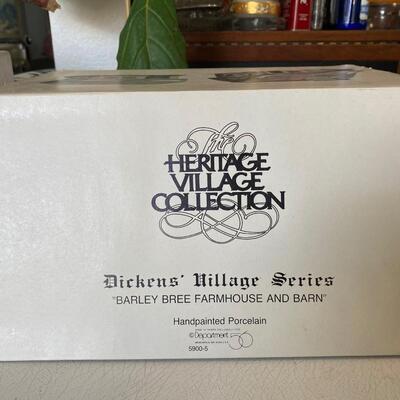 The
HERITAGE
VILLAGE
COLLECTION
Dickens' Village Series
"BARLEY BREE FARMHOUSE AND BARN"
Handpainted Porcelain
©Department 56
5900-5